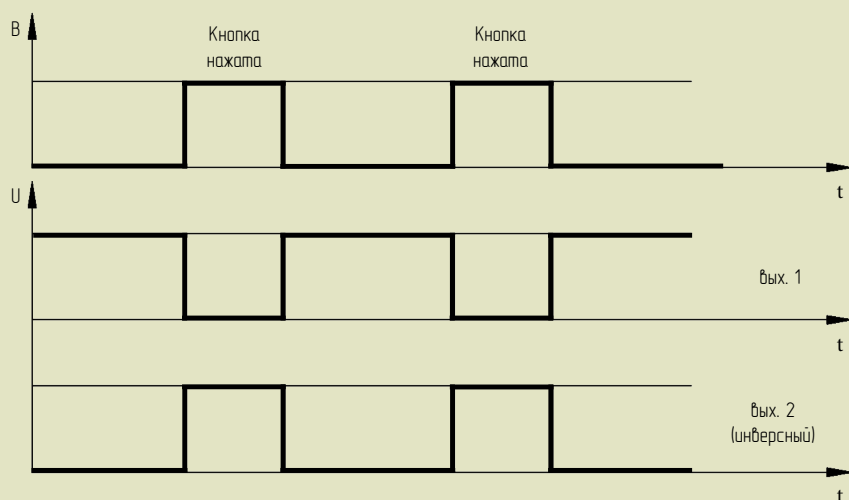 B
Кнопка
нажата
Кнопка
нажата
t
U
вых. 1
t
вых. 2
(инверсный)
t